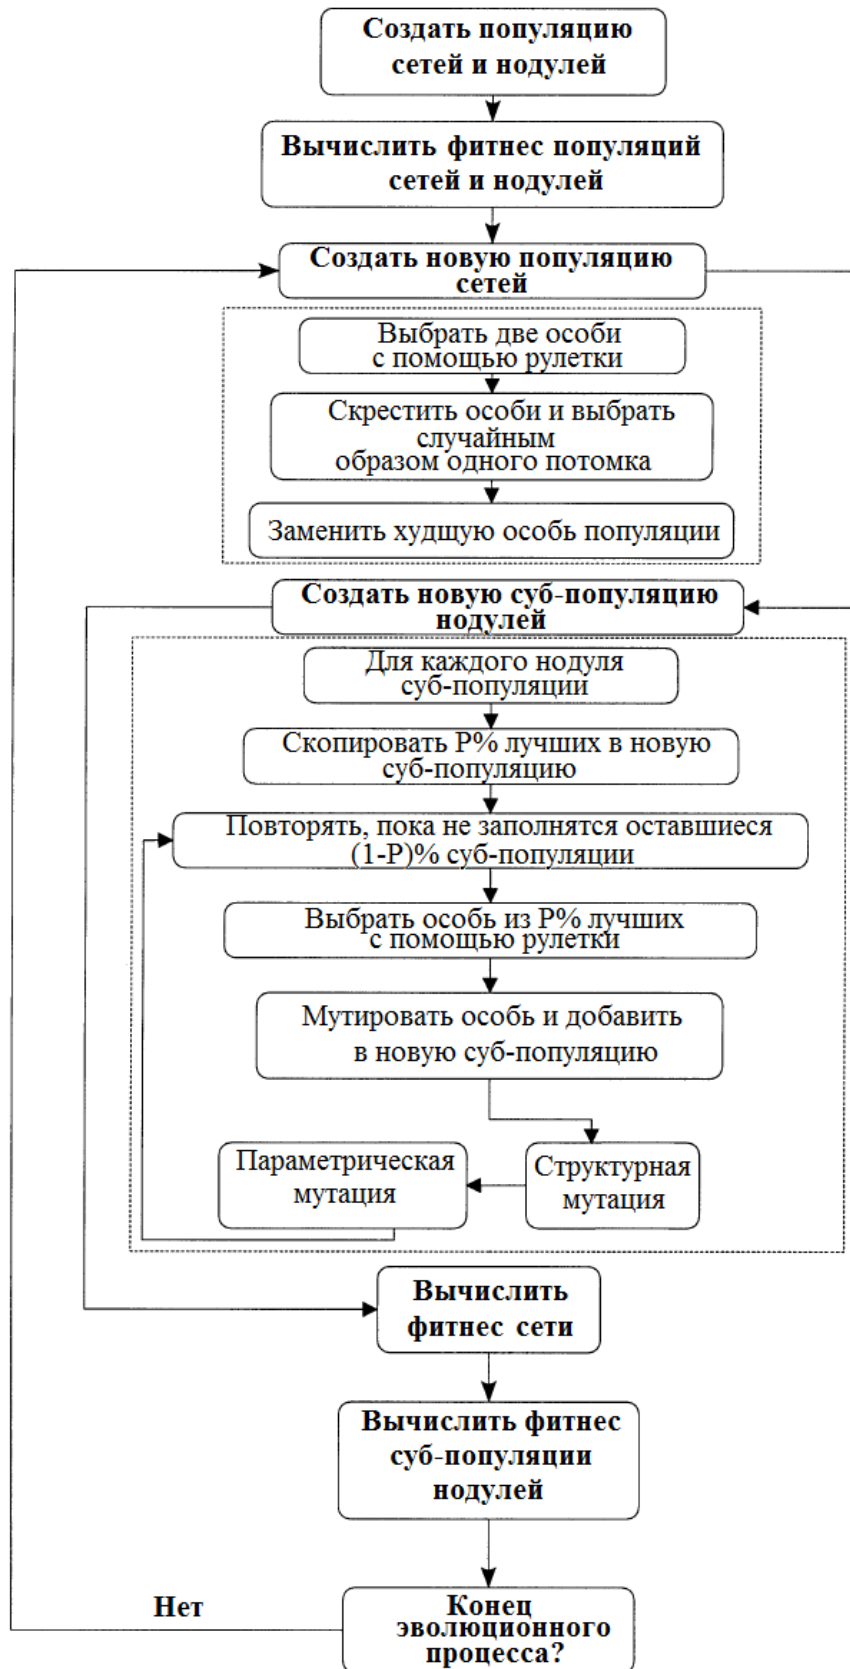 Создать популяцию
сетей и нодулей
Вычислить фитнес популяций
сетей и нодулей
Создать новую популяцию
сетей
Выбрать две особи
с помощью рулетки
Скрестить особи и выбрать
случайным
образом одного потомка
Заменить худщую особь популяции
Создать новую суб-популяцию
нодулей
Для каждого нодуля
суб-популяции
Скопировать P% лучших в новую
суб-популяцию
Повторять, пока не заполнятся оставшиеся
(1-P)% суб-популяции
Выбрать особь из P% лучших
с помощью рулетки
Мутировать особь и добавить
в новую суб-популяцию
Параметрическая
мутация
Структурная
мутация
Вычислить
фитнес сети
Вычислить фитнес
суб-популяции
нодулей
Нет
Конец
эволюционного
процесса?